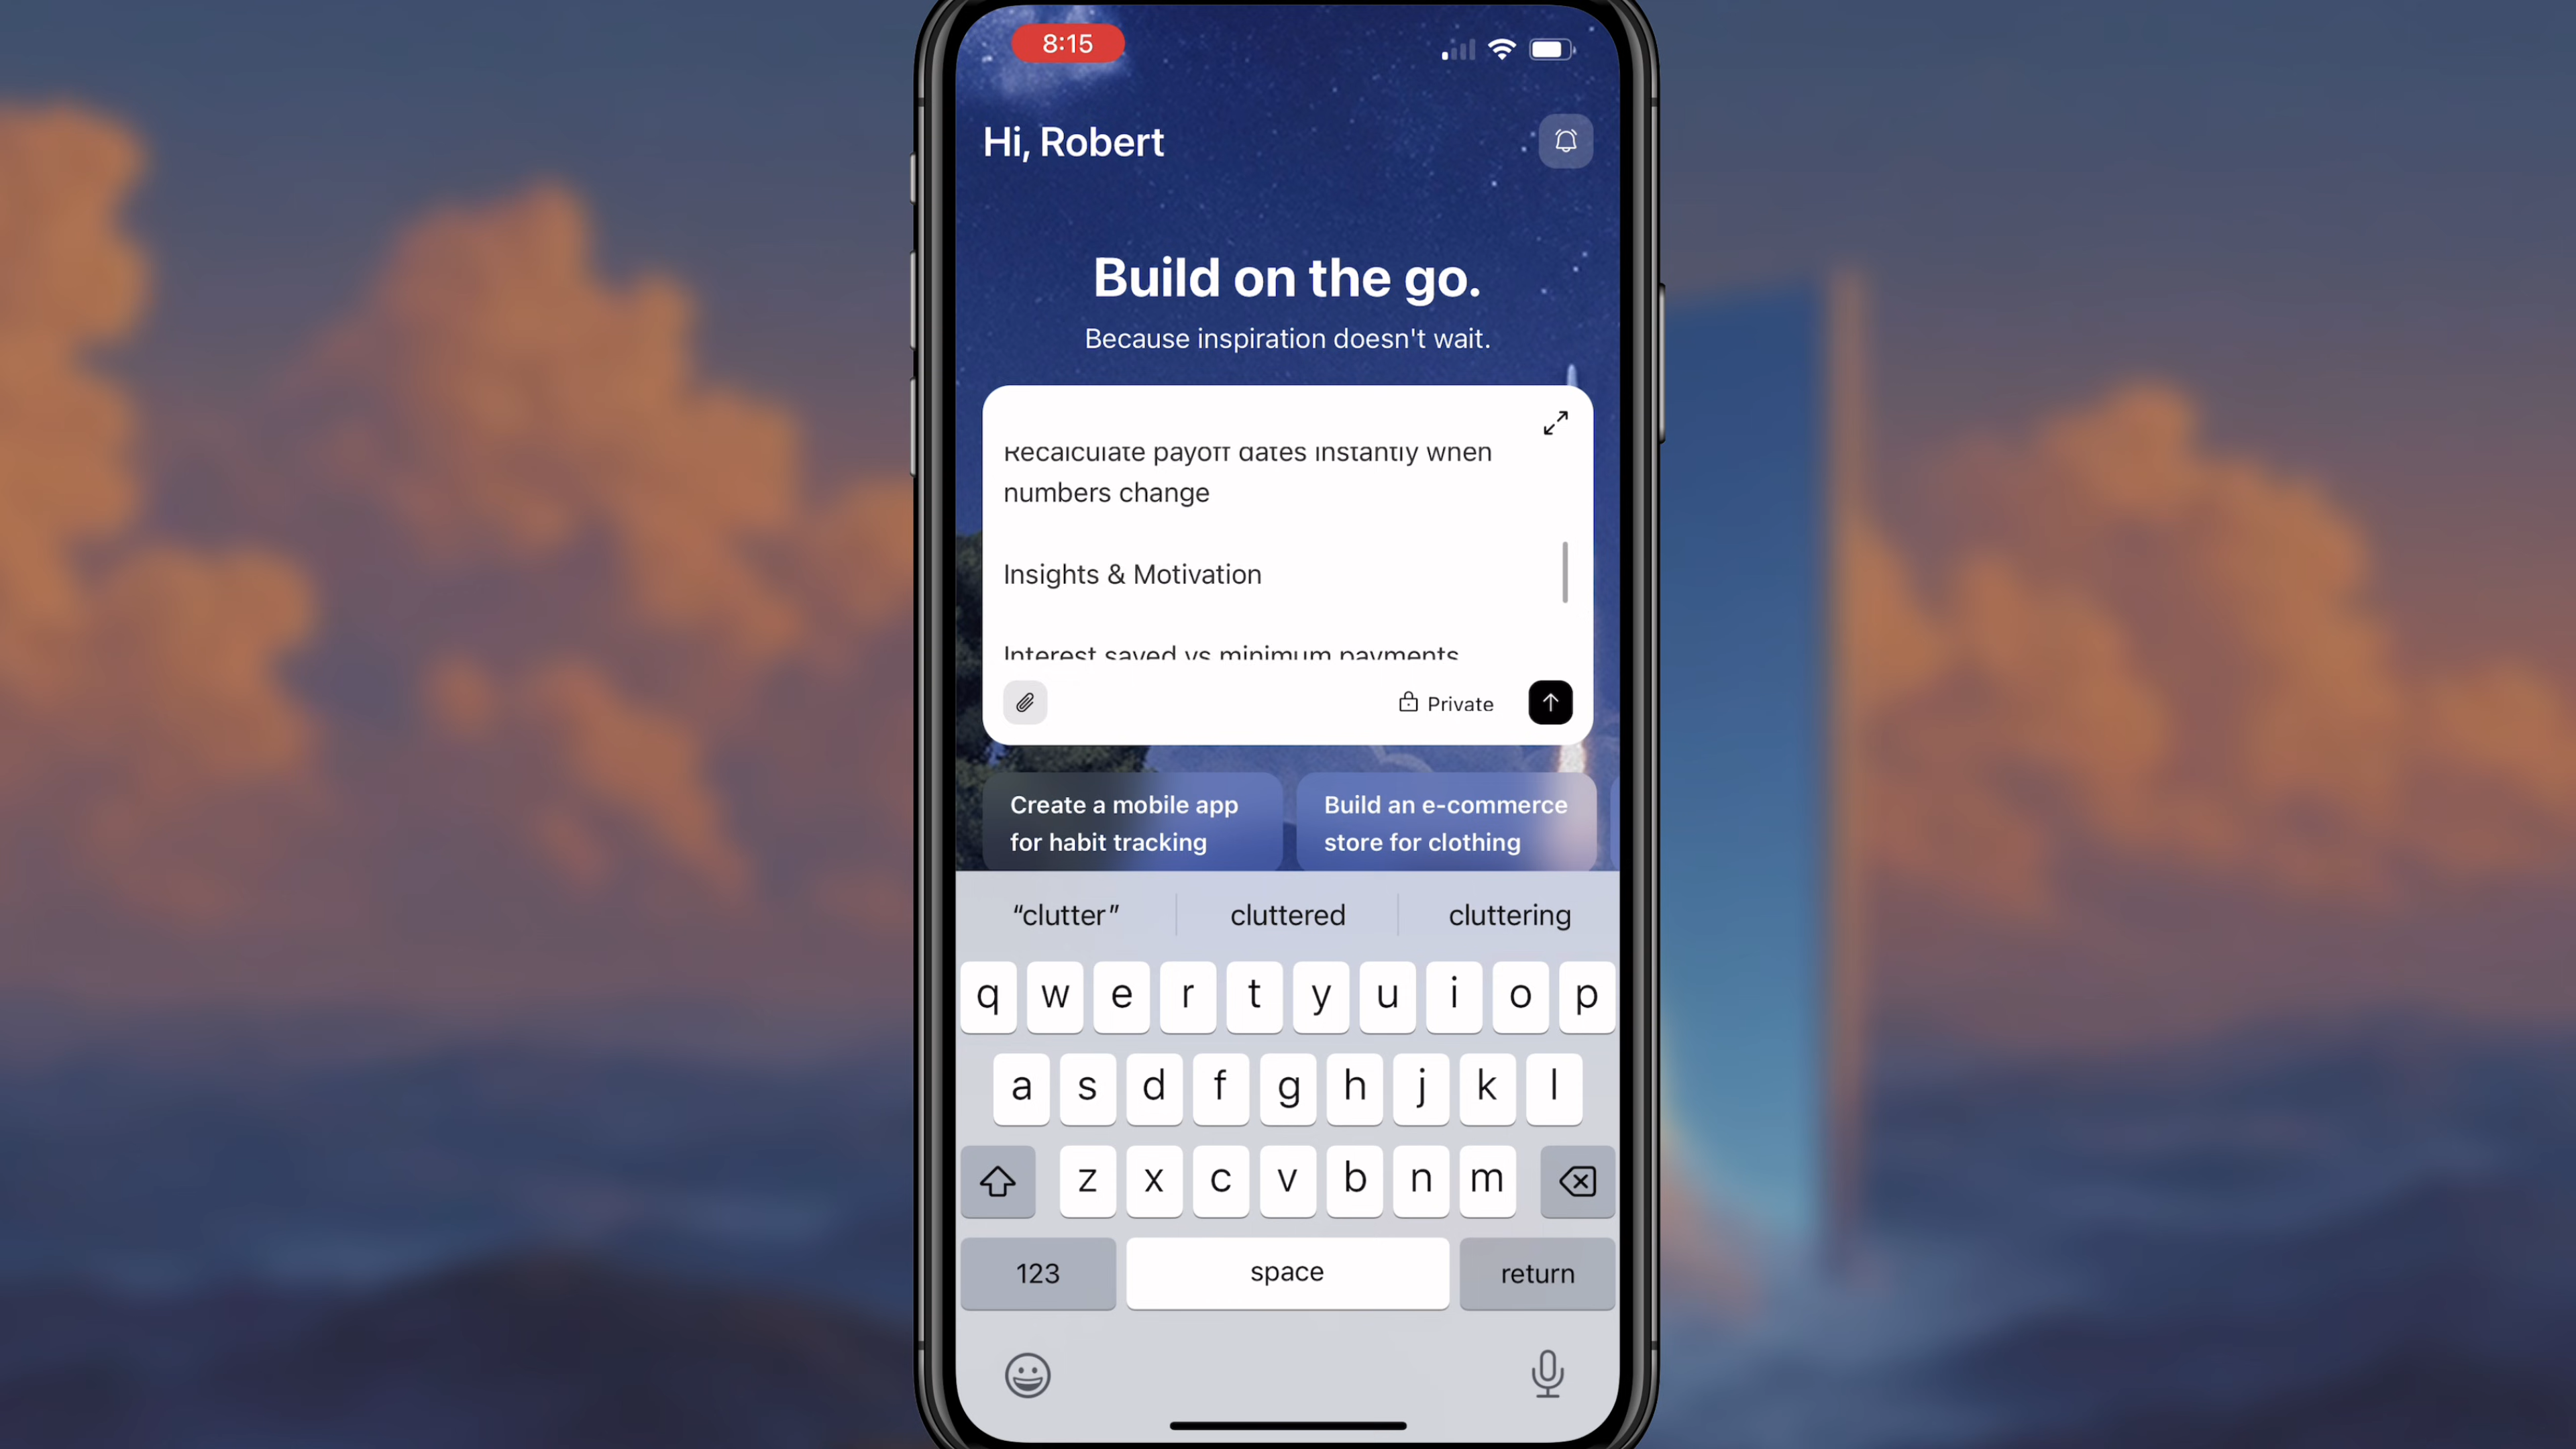 8:15
Hi, Robert
Build on the go.
Because inspiration doesn't wait.
Recalculate payoff dates instantly when
numbers change
Insights & Motivation
Interest saved vs minimum payments
Private
Create a mobile app
for habit tracking
Build an e-commerce
store for clothing
“clutter” cluttered cluttering
q w e r t y u i o p
a s d f g h j k l
z x c v b n m
123 space return